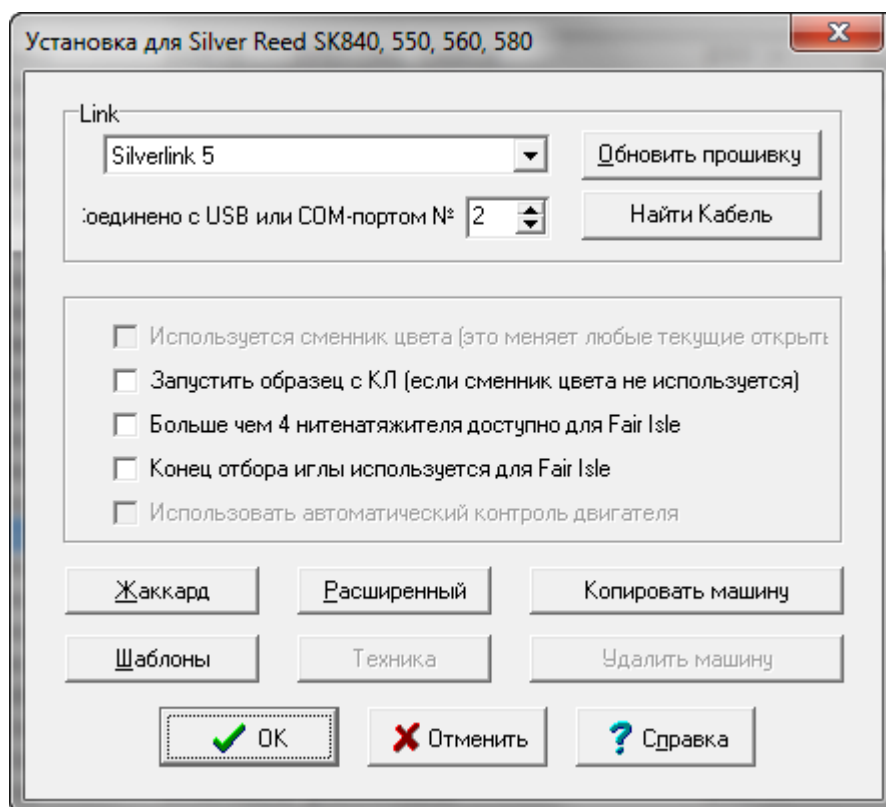 Установка для Silver Reed SK840, 550, 560, 580
Link
Silverlink 5
Обновить прошивку
Соединено с USB или COM-портом №
2
Найти Кабель
Используется сменник цвета (это меняет любые текущие открыть
Запустить образец с КЛ (если сменник цвета не используется)
Больше чем 4 нитенатяжителя доступно для Fair Isle
Конец отбора иглы используется для Fair Isle
Использовать автоматический контроль двигателя
Жаккард
Расширенный
Копировать машину
Шаблоны
Техника
Удалить машину
OK
Отменить
Справка